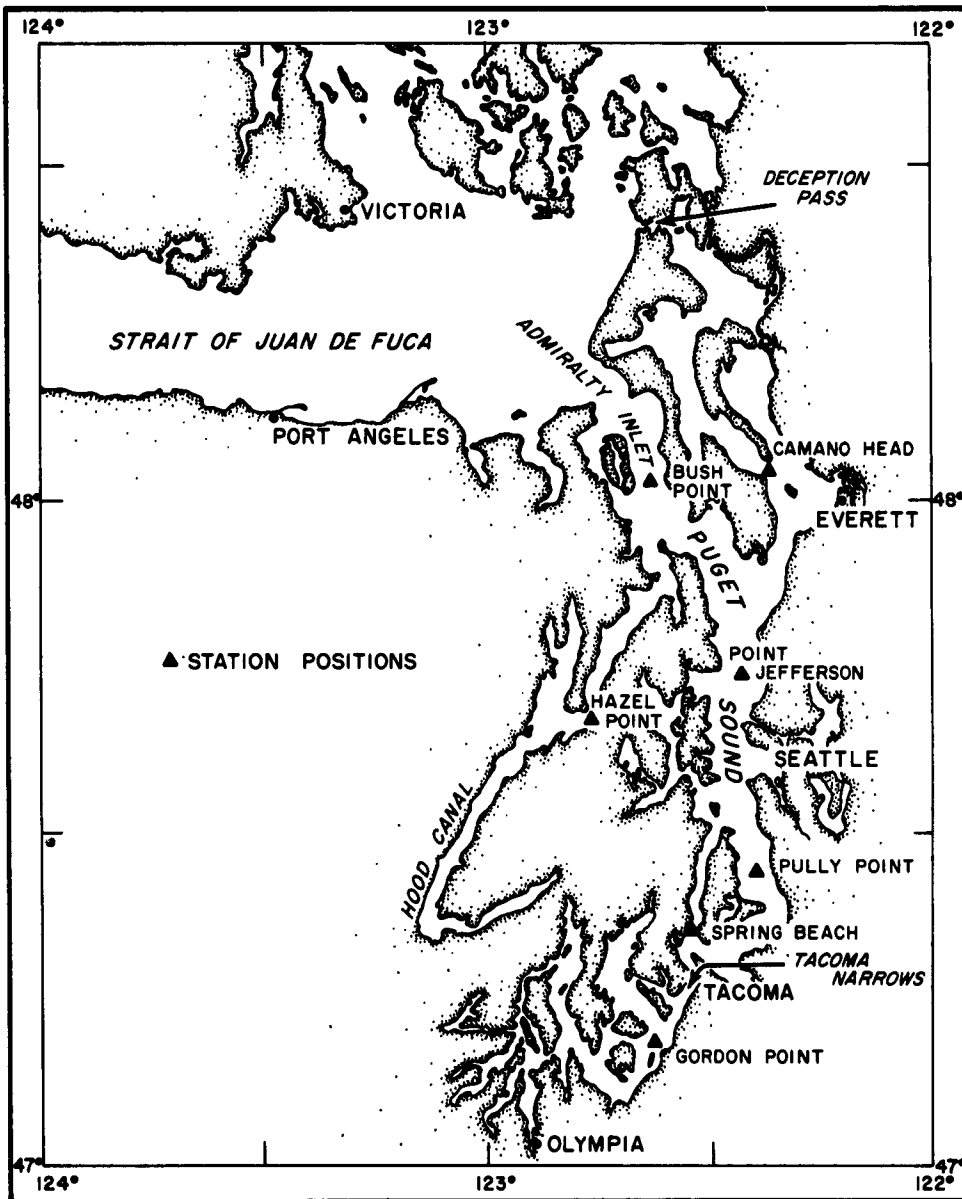 124°
123°
122°
DECEPTION
PASS
VICTORIA
STRAIT OF JUAN DE FUCA
ADMIRALTY
INLET
PORT ANGELES
CAMANO HEAD
BUSH
POINT
48°
48°
EVERETT
PUGET
▲ STATION POSITIONS
POINT
JEFFERSON
HAZEL
POINT
SOUND
SEATTLE
HOOD CANAL
PULLY POINT
SPRING BEACH
TACOMA
NARROWS
TACOMA
GORDON POINT
OLYMPIA
47°
47°
124°
123°
122°